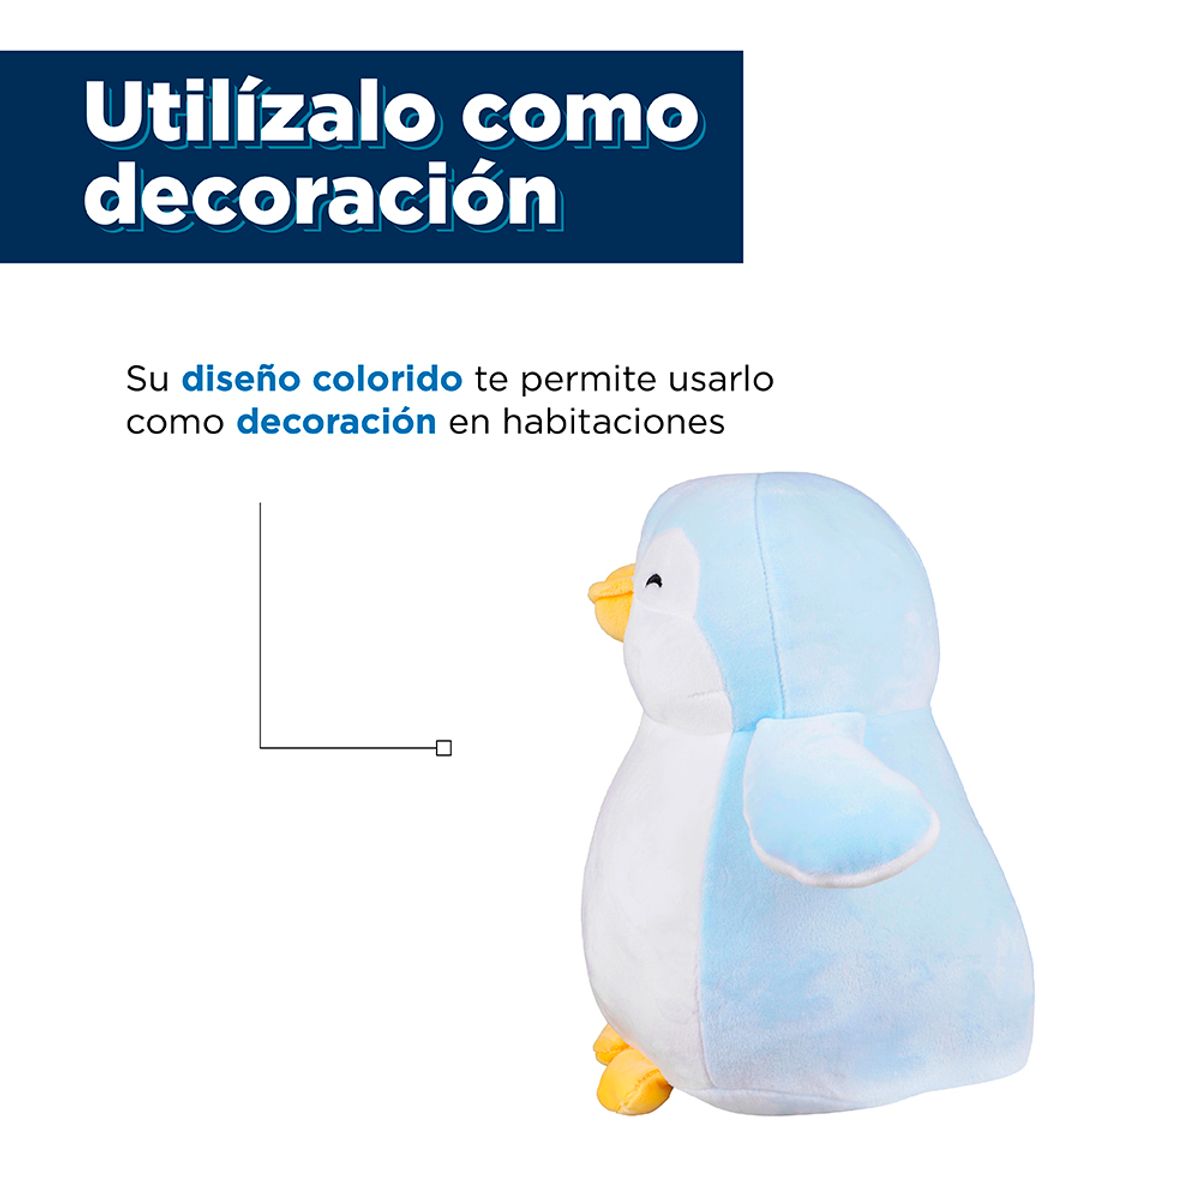 Utilízalo como
decoración
Su diseño colorido te permite usarlo
como decoración en habitaciones